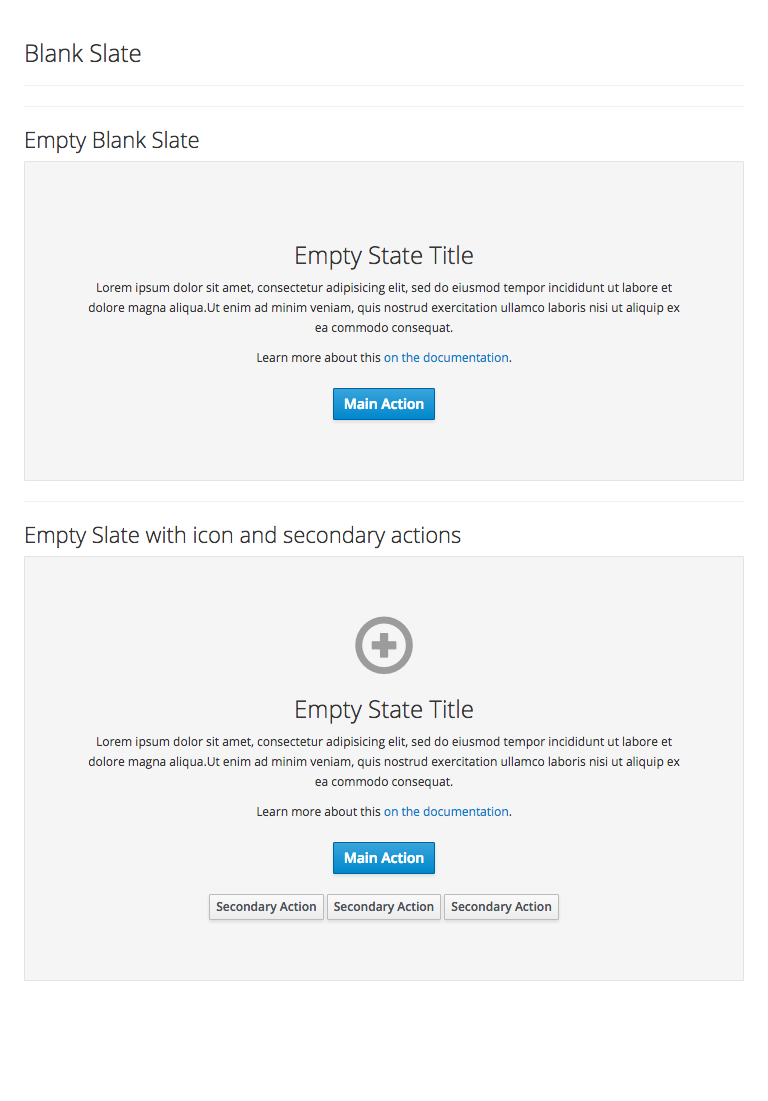 Blank Slate
Empty Blank Slate
Empty State Title
Lorem ipsum dolor sit amet, consectetur adipisicing elit, sed do eiusmod tempor incididunt ut labore et
dolore magna aliqua.Ut enim ad minim veniam, quis nostrud exercitation ullamco laboris nisi ut aliquip ex
ea commodo consequat.
Learn more about this on the documentation.
Main Action
Empty Slate with icon and secondary actions
Empty State Title
Lorem ipsum dolor sit amet, consectetur adipisicing elit, sed do eiusmod tempor incididunt ut labore et
dolore magna aliqua.Ut enim ad minim veniam, quis nostrud exercitation ullamco laboris nisi ut aliquip ex
ea commodo consequat.
Learn more about this on the documentation.
Main Action
Secondary Action Secondary Action Secondary Action